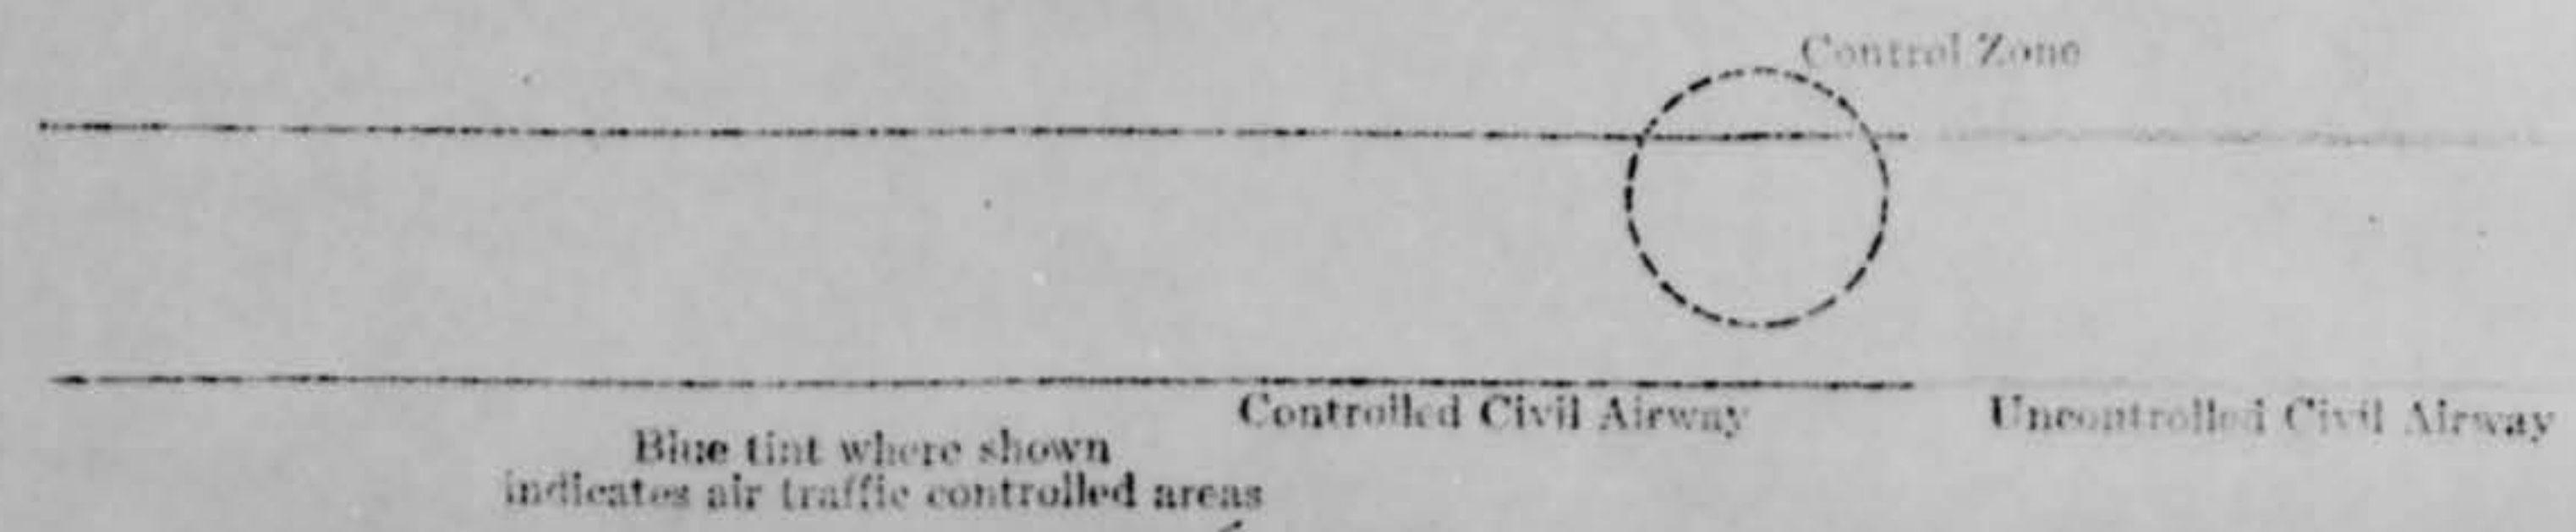 Control Zone
Controlled Civil Airway
Uncontrolled Civil Airway
Blue tint where shown
indicates air traffic controlled areas